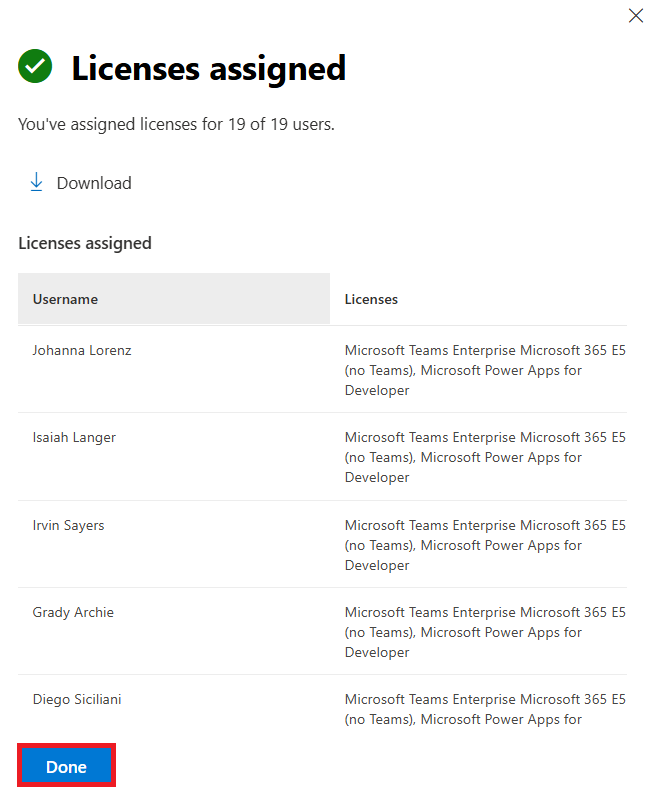 Licenses assigned
You've assigned licenses for 19 of 19 users.
Download
Licenses assigned
Username
Licenses
Johanna Lorenz
Microsoft Teams Enterprise Microsoft 365 E5
(no Teams), Microsoft Power Apps for
Developer
Isaiah Langer
Microsoft Teams Enterprise Microsoft 365 E5
(no Teams), Microsoft Power Apps for
Developer
Irvin Sayers
Microsoft Teams Enterprise Microsoft 365 E5
(no Teams), Microsoft Power Apps for
Developer
Grady Archie
Microsoft Teams Enterprise Microsoft 365 E5
(no Teams), Microsoft Power Apps for
Developer
Diego Siciliani
Microsoft Teams Enterprise Microsoft 365 E5
(no Teams), Microsoft Power Apps for
Done